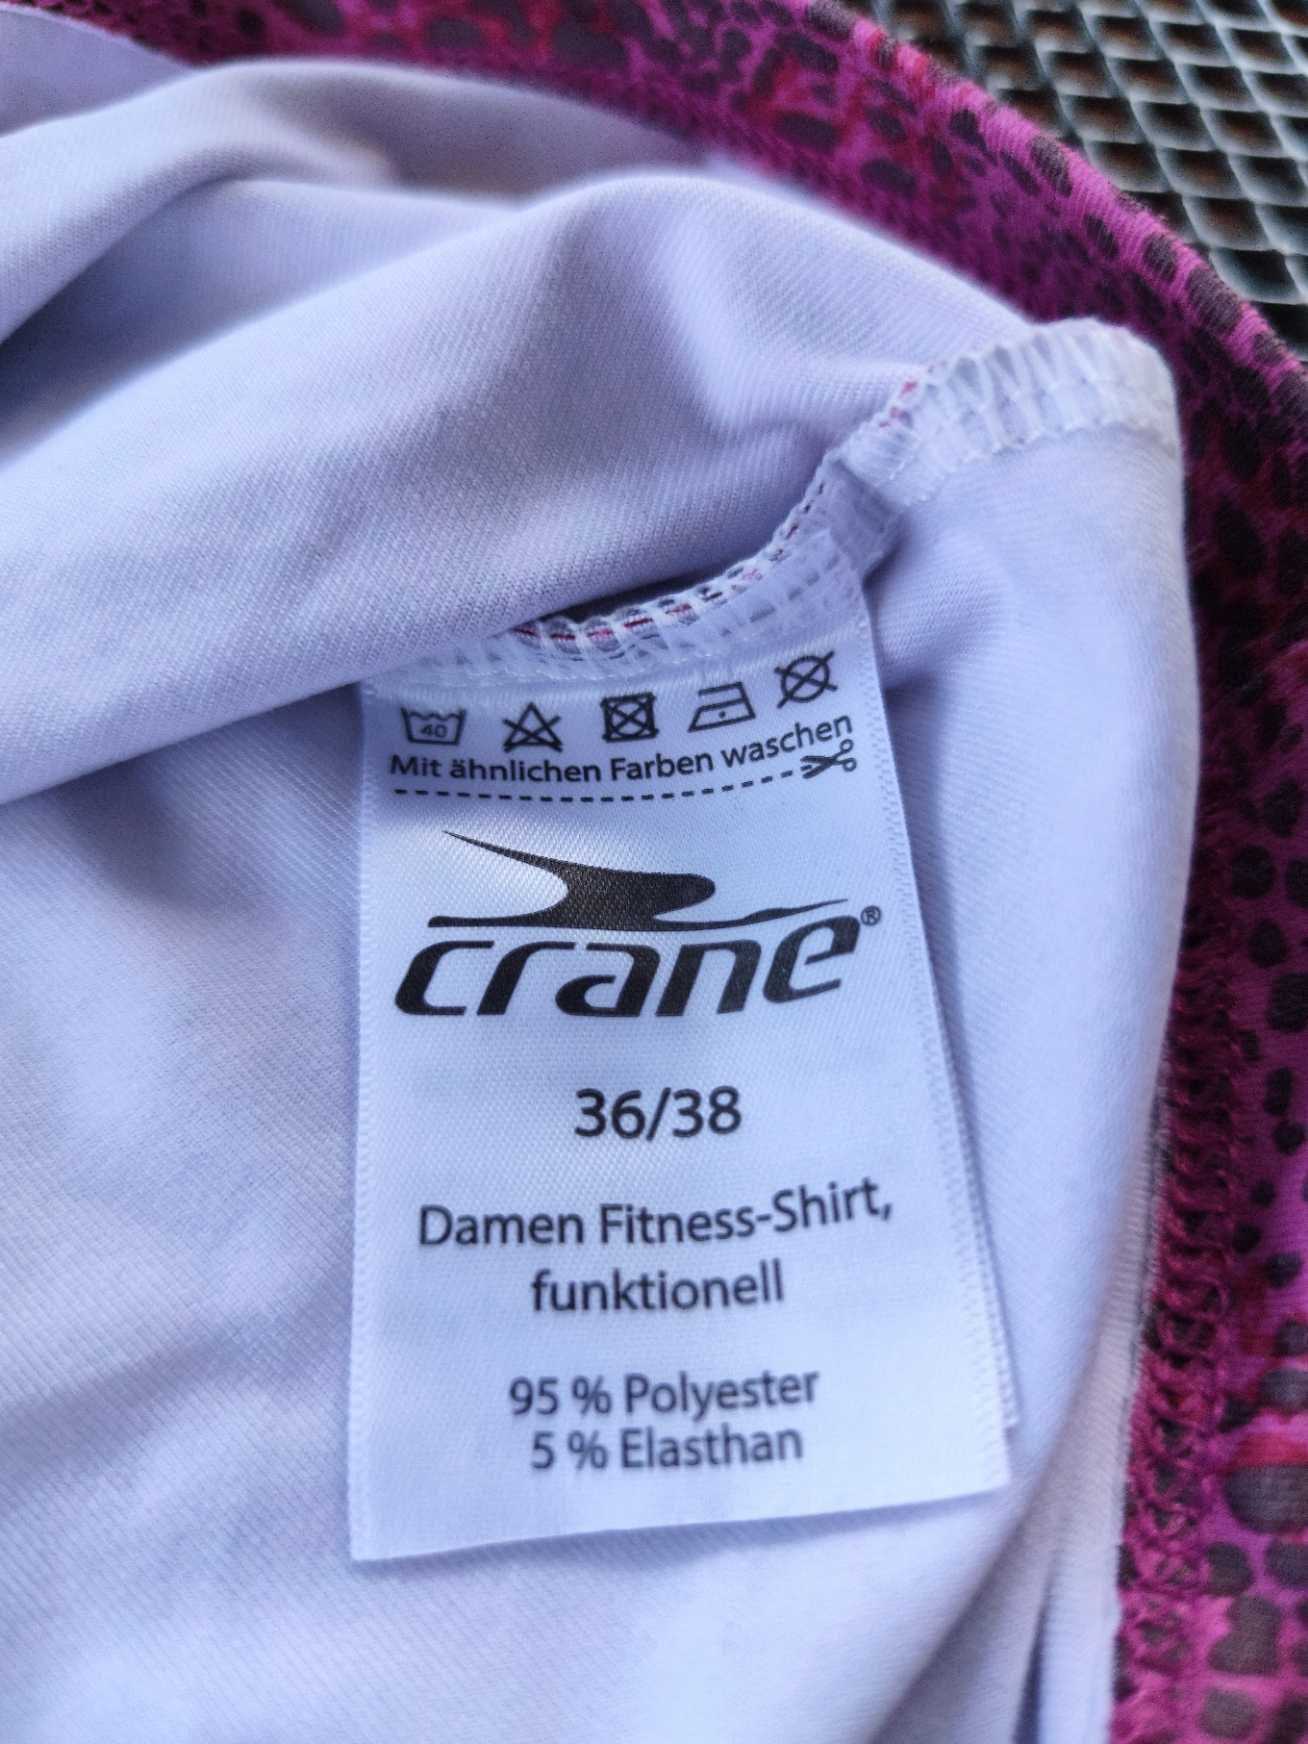 40
Mit ähnlichen Farben waschen
crane®
36/38
Damen Fitness-Shirt,
funktionell
95 % Polyester
5 % Elasthan